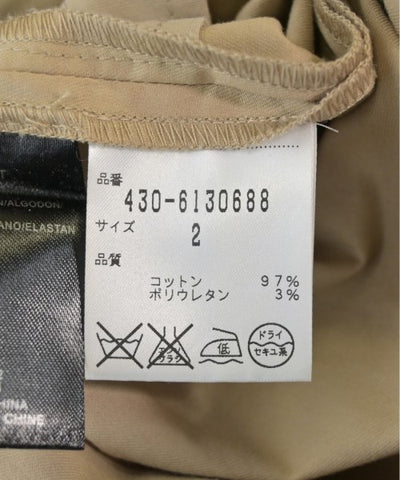 品番
430-6130688
サイズ
2
品質
コットン 97%
ポリウレタン 3%
低
ドライ
セキユ系
T
N/ALGODON/
ANO/ELASTAN
HINA
CHINE